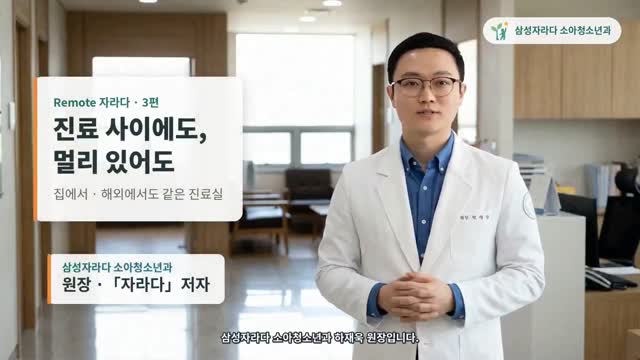 삼성자라다 소아청소년과
Remote 자라다 · 3편
진료 사이에도,
멀리 있어도
집에서 · 해외에서도 같은 진료실
삼성자라다 소아청소년과
원장 · 「자라다」 저자
삼성자라다 소아청소년과 하재욱 원장입니다.